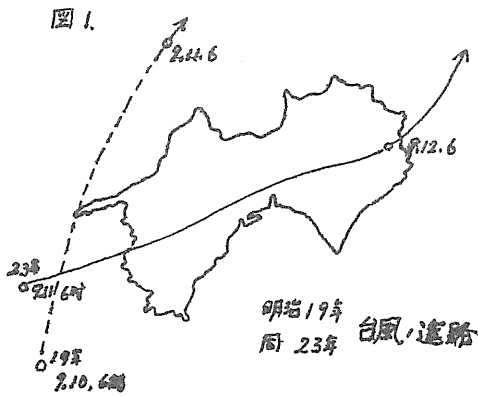 図1.
9.11.6
9.12.6
23年
9.11.6時
19年
9.10.6時
明治19年
同 23年
台風ノ進路